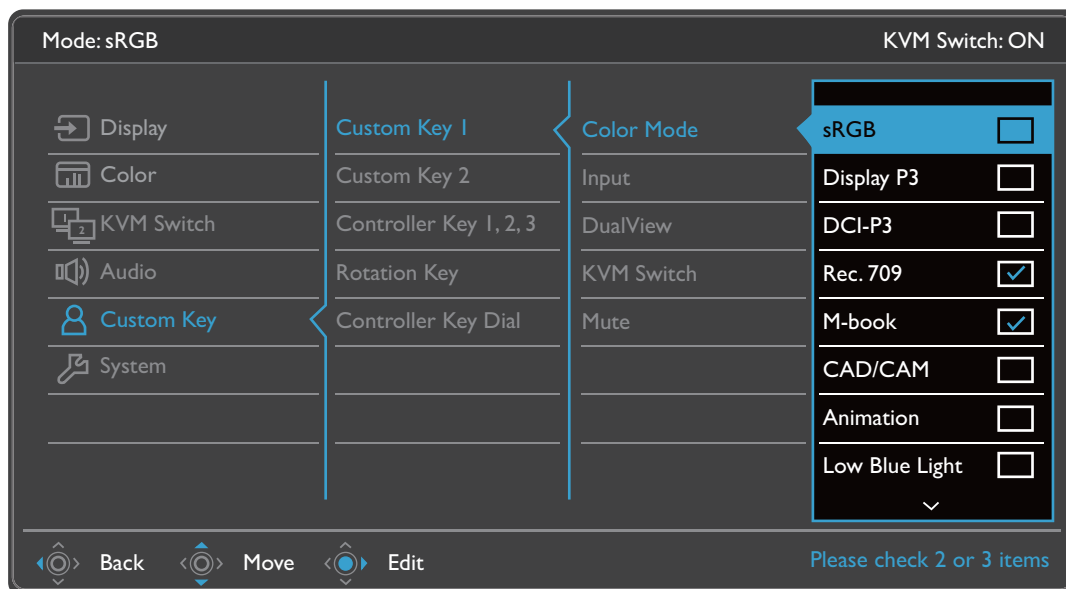 Mode: sRGB
KVM Switch: ON
Display
Color
1
2
KVM Switch
Audio
Custom Key
System
Custom Key 1
Custom Key 2
Controller Key 1, 2, 3
Rotation Key
Controller Key Dial
Color Mode
Input
DualView
KVM Switch
Mute
sRGB
Display P3
DCI-P3
Rec. 709
M-book
CAD/CAM
Animation
Low Blue Light
Back
Move
Edit
Please check 2 or 3 items